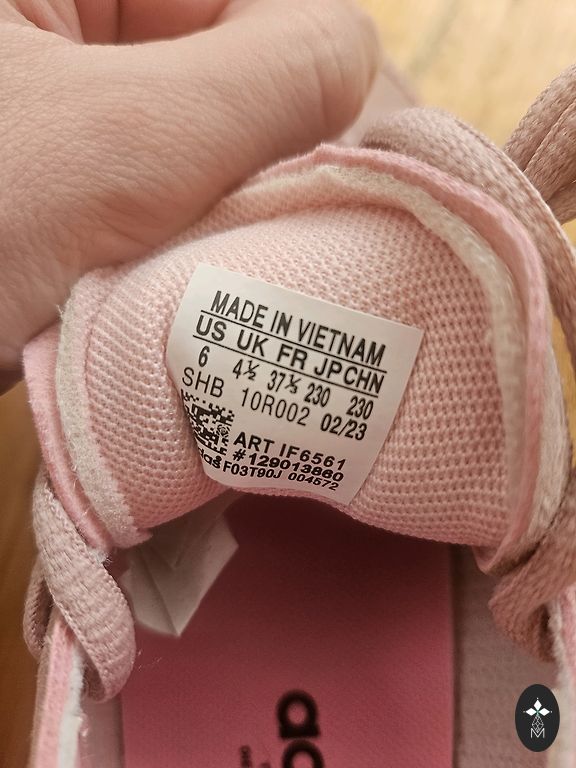 MADE IN VIETNAM
US UK FR JP CHN
6 4½ 37⅓ 230 230
SHB 10R002 02/23
ART IF6561
#129013860
F03T90J 004572